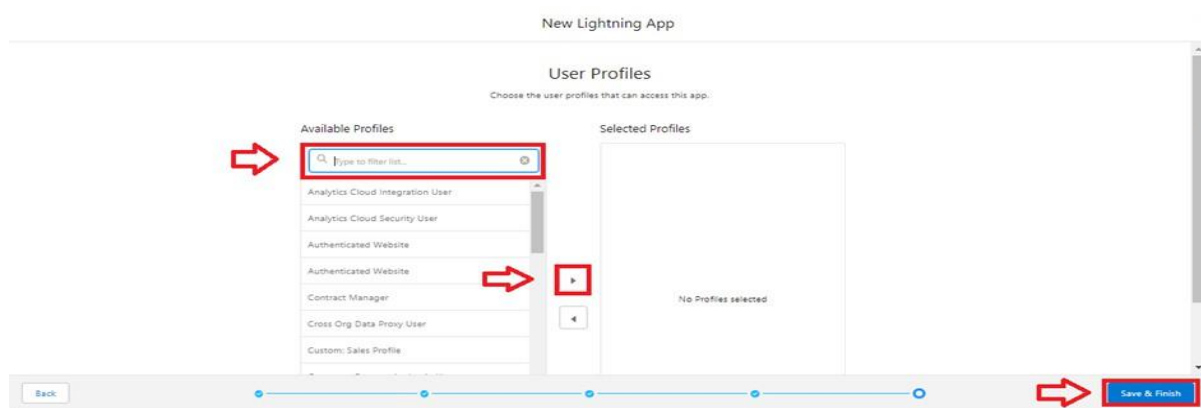 New Lightning App
User Profiles
Choose the user profiles that can access this app.
Available Profiles
Type to filter list...
Analytics Cloud Integration User
Analytics Cloud Security User
Authenticated Website
Authenticated Website
Contract Manager
Cross Org Data Proxy User
Custom: Sales Profile
Selected Profiles
No Profiles selected
Back
Save & Finish